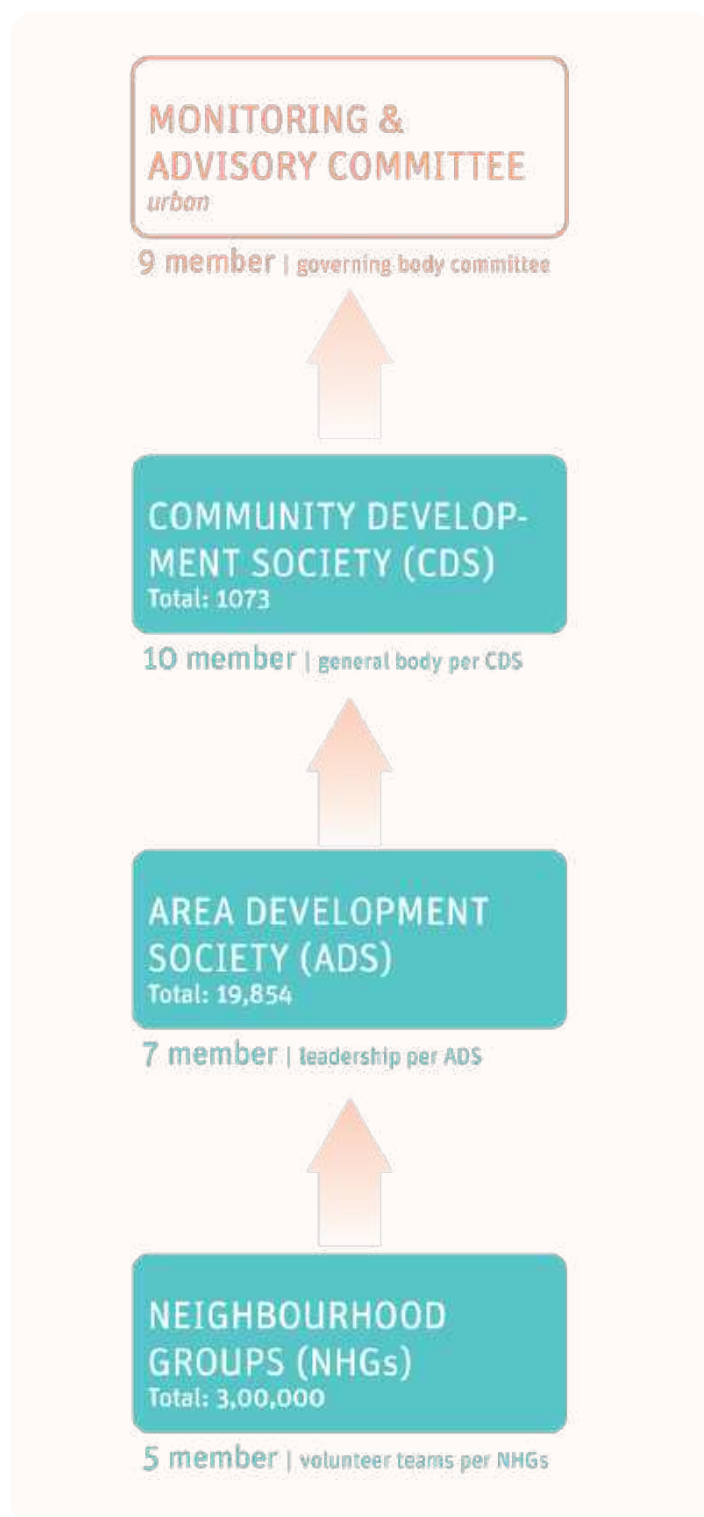 MONITORING &
ADVISORY COMMITTEE
urban
9 member | governing body committee
COMMUNITY DEVELOP-
MENT SOCIETY (CDS)
Total: 1073
10 member | general body per CDS
AREA DEVELOPMENT
SOCIETY (ADS)
Total: 19,854
7 member | leadership per ADS
NEIGHBOURHOOD
GROUPS (NHGs)
Total: 3,00,000
5 member | volunteer teams per NHGs